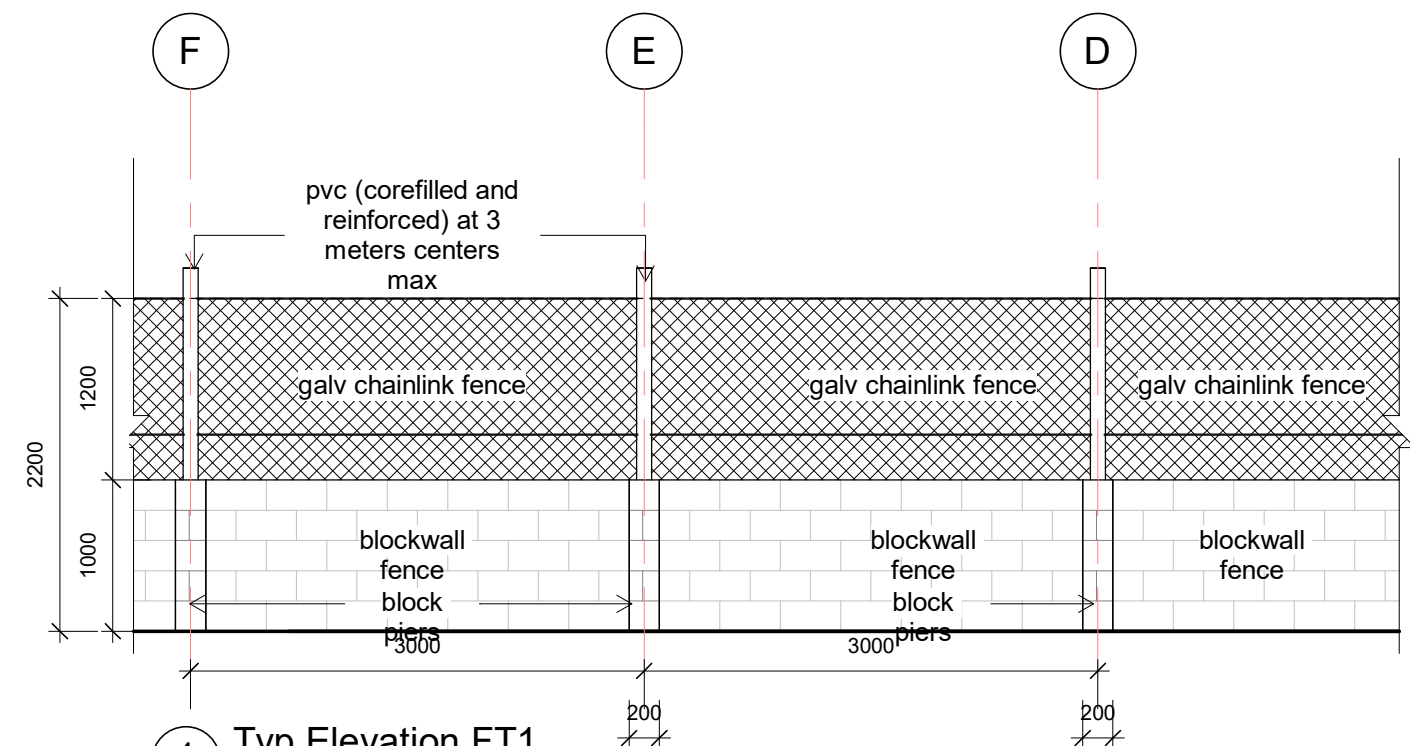 F
E
D
pvc (corefilled and
reinforced) at 3
meters centers
max
1200
2200
1000
galv chainlink fence
galv chainlink fence
galv chainlink fence
blockwall
fence
block
piers
blockwall
fence
block
piers
blockwall
fence
3000
3000
200
200
1
Typ Elevation FT1